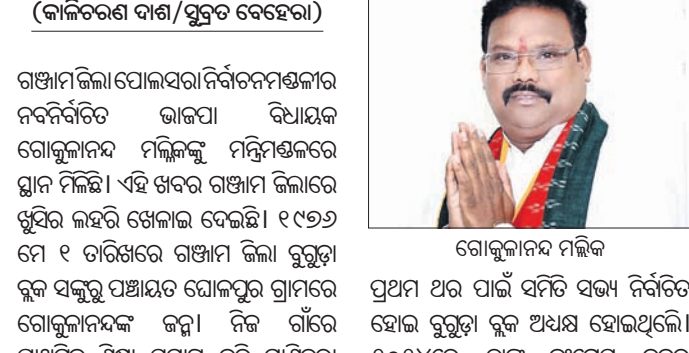 (କାଳିଚରଣ ଦାଶ/ସୁବ୍ରତ ବେହେରା)
ଗଞ୍ଜାମ ଜିଲା ପୋଲସରା ନିର୍ବାଚନମଣ୍ଡଳୀର
ନବନିର୍ବାଚିତ ଭାଜପା ବିଧାୟକ
ଗୋକୁଳାନନ୍ଦ ମଲ୍ଲିକଙ୍କୁ ମନ୍ତ୍ରିମଣ୍ଡଳରେ
ସ୍ଥାନ ମିଳିଛି। ଏହି ଖବର ଗଞ୍ଜାମ ଜିଲାରେ
ଖୁସିର ଲହରି ଖେଳାଇ ଦେଇଛି। ୧୯୭୬
ମେ ୧ ତାରିଖରେ ଗଞ୍ଜାମ ଜିଲା ବୁଗୁଡ଼ା
ବ୍ଲକ ସଙ୍କୁରୁ ପଞ୍ଚାୟତ ଘୋଳପୁର ଗ୍ରାମରେ
ଗୋକୁଳାନନ୍ଦଙ୍କ ଜନ୍ମ। ନିଜ ଗାଁରେ
ଗୋକୁଳାନନ୍ଦ ମଲ୍ଲିକ
ପ୍ରଥମ ଥର ପାଇଁ ସମିତି ସଭ୍ୟ ନିର୍ବାଚିତ
ହୋଇ ବୁଗୁଡ଼ା ବ୍ଲକ ଅଧ୍ୟକ୍ଷ ହୋଇଥିଲେ।